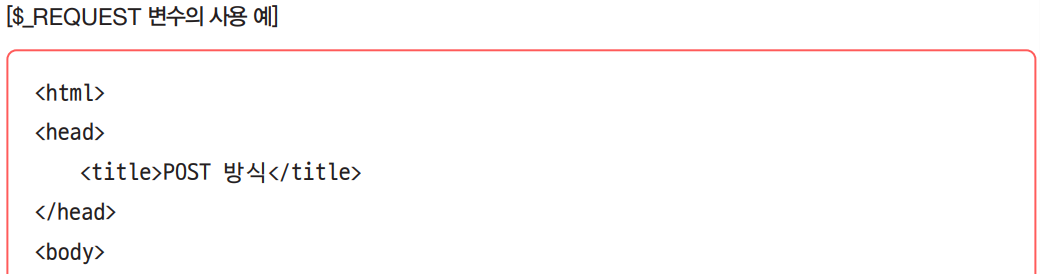 [$_REQUEST 변수의 사용 예]
<html>
<head>
    <title>POST 방식</title>
</head>
<body>